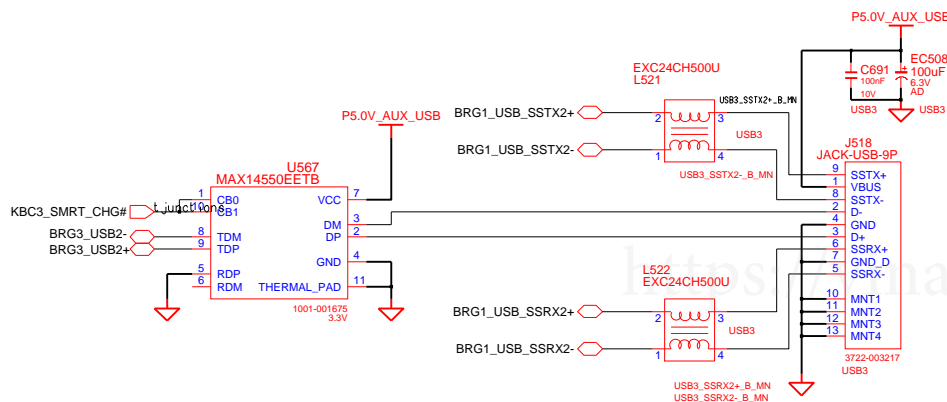 P5.0V_AUX_USB
EC508
C691
100nF
10V
100uF
6.3V
AD
USB3
USB3
EXC24CH500U
L521
USB3_SSTX2+_B_MN
BRG1_USB_SSTX2+
2
3
USB3
BRG1_USB_SSTX2-
1
4
USB3_SSTX2-_B_MN
P5.0V_AUX_USB
J518
JACK-USB-9P
9 SSTX+
1 VBUS
8 SSTX-
2 D-
4 GND
3 D+
6 SSRX+
7 GND_D
5 SSRX-
10 MNT1
11 MNT2
12 MNT3
13 MNT4
3722-003217
USB3
U567
MAX14550EETB
KBC3_SMRT_CHG#
t junctions
1 CB0
10 CB1
BRG3_USB2-
8 TDM
BRG3_USB2+
9 TDP
5 RDP
6 RDM
VCC 7
DM 3
DP 2
GND 4
THERMAL_PAD 11
1001-001675
3.3V
L522
EXC24CH500U
BRG1_USB_SSRX2+
2
3
USB3
BRG1_USB_SSRX2-
1
4
USB3_SSRX2+_B_MN
USB3_SSRX2-_B_MN